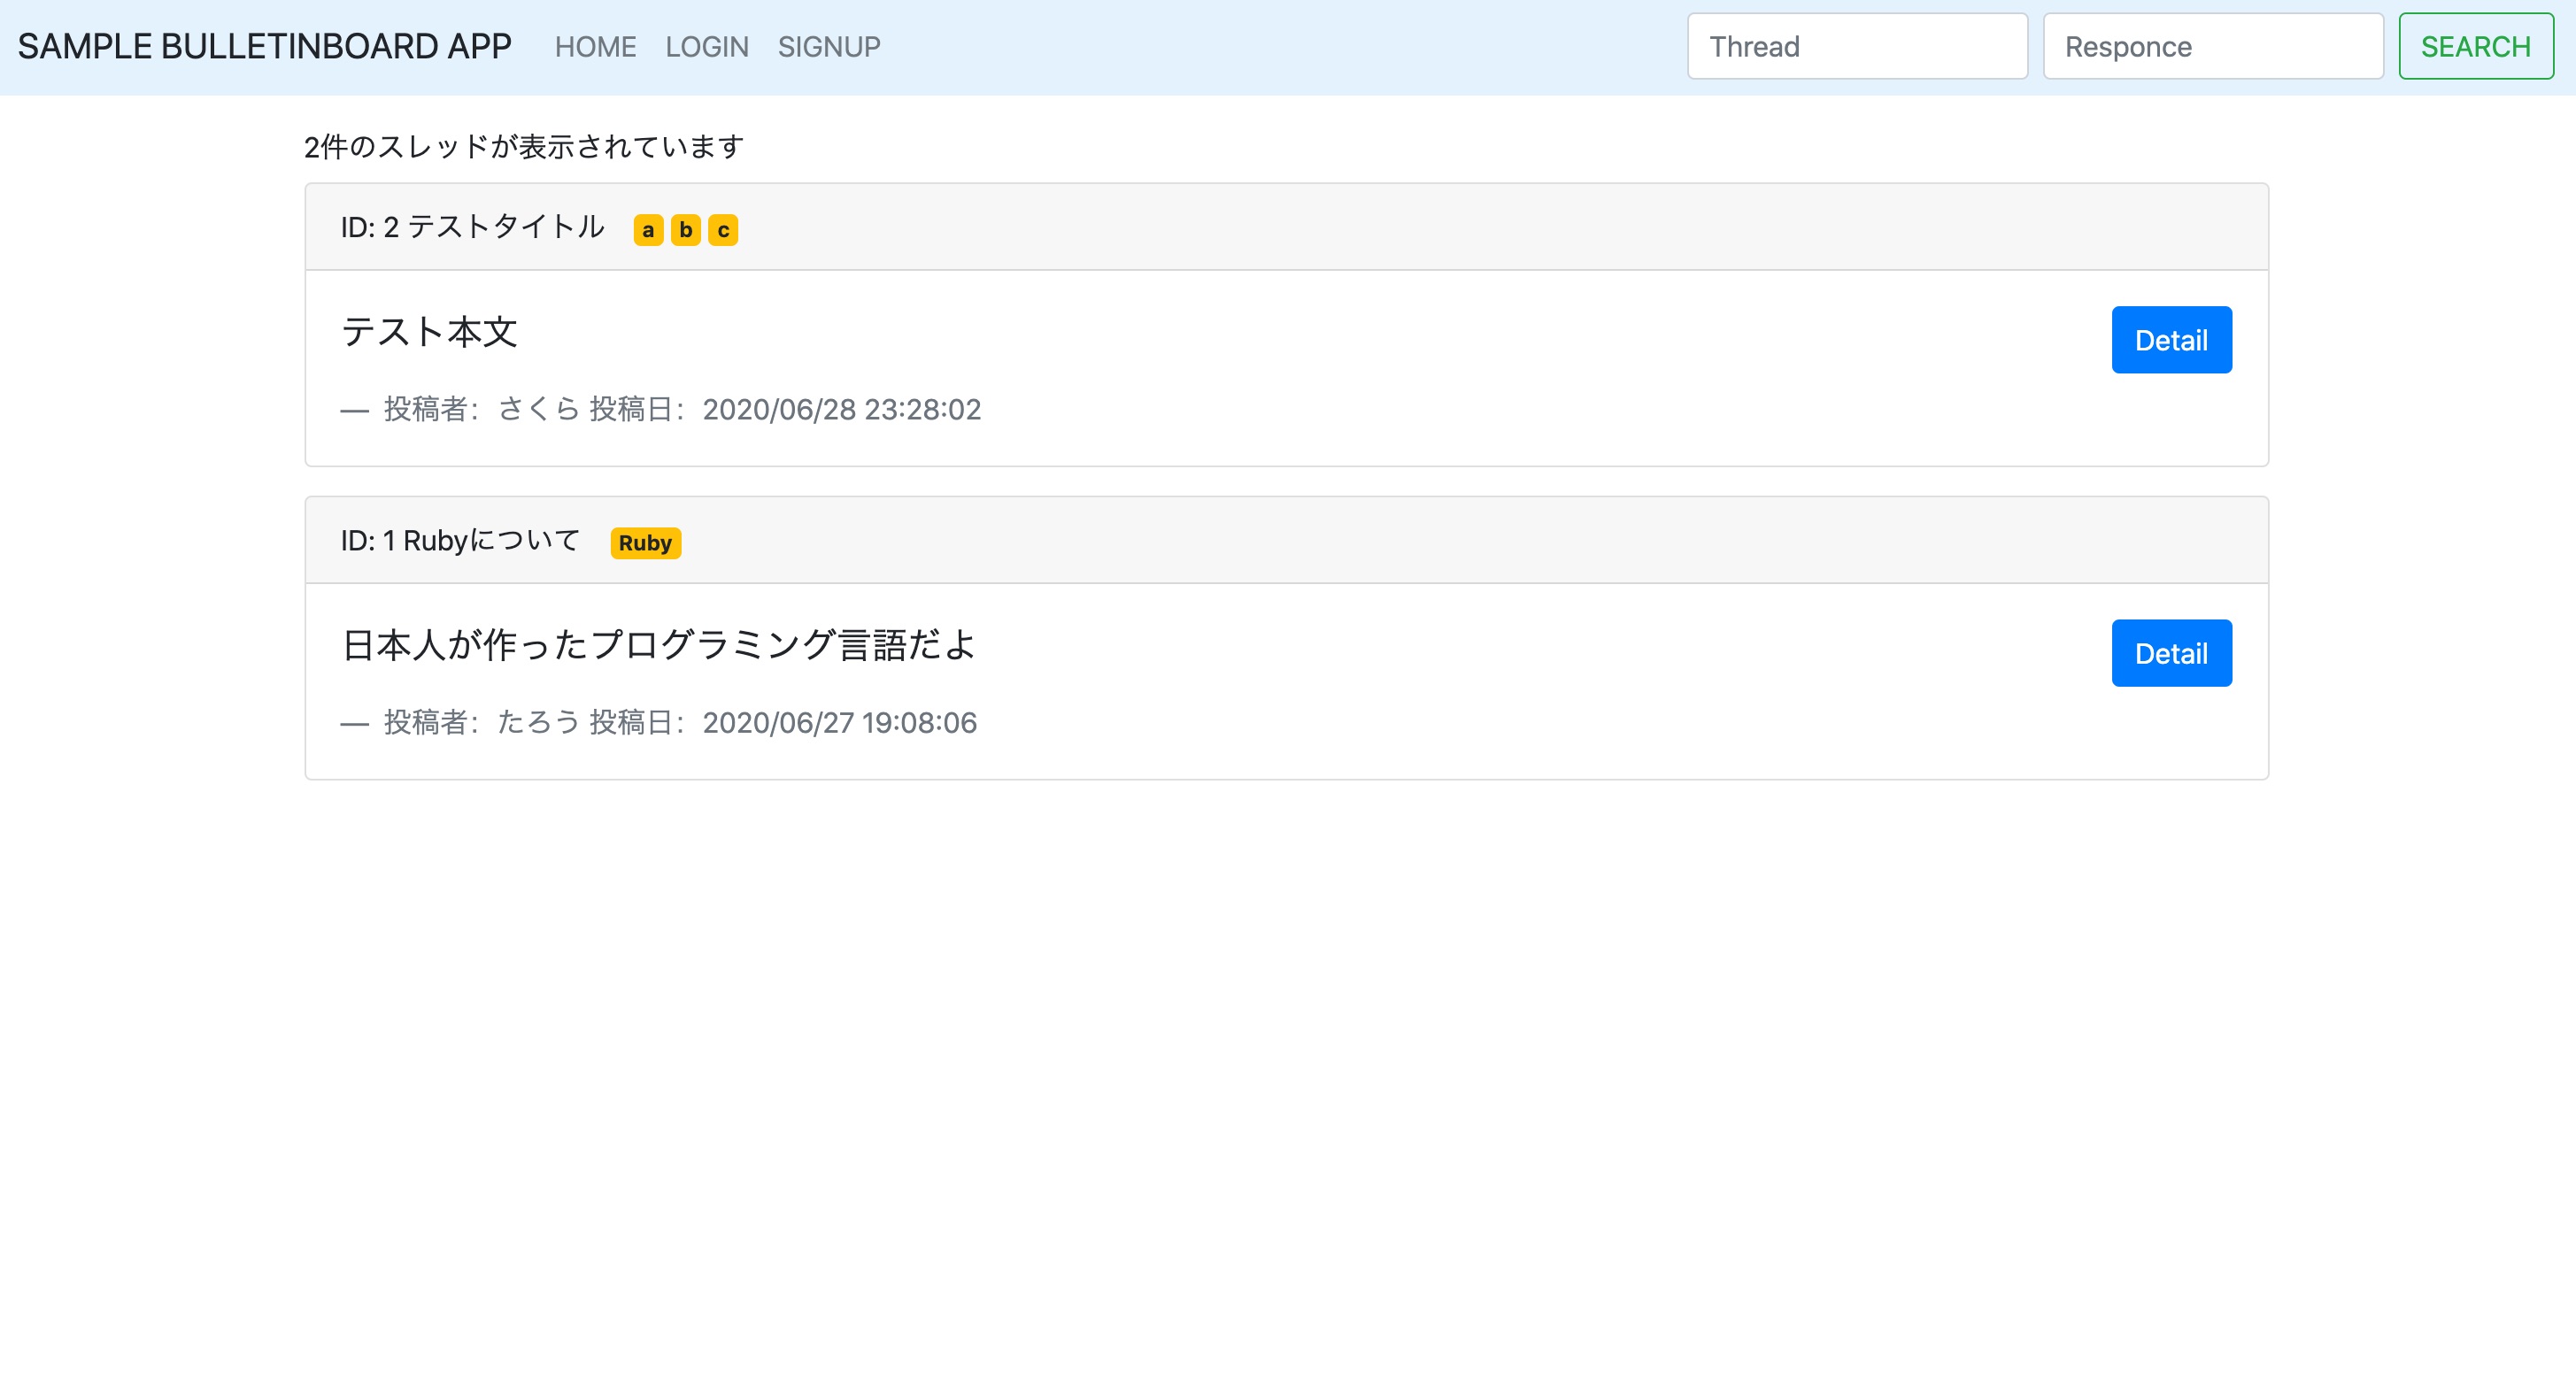 SAMPLE BULLETINBOARD APP HOME LOGIN SIGNUP Thread Responce SEARCH
2件のスレッドが表示されています
ID: 2 テストタイトル a b c
テスト本文 Detail
— 投稿者：さくら 投稿日：2020/06/28 23:28:02
ID: 1 Rubyについて Ruby
日本人が作ったプログラミング言語だよ Detail
— 投稿者：たろう 投稿日：2020/06/27 19:08:06